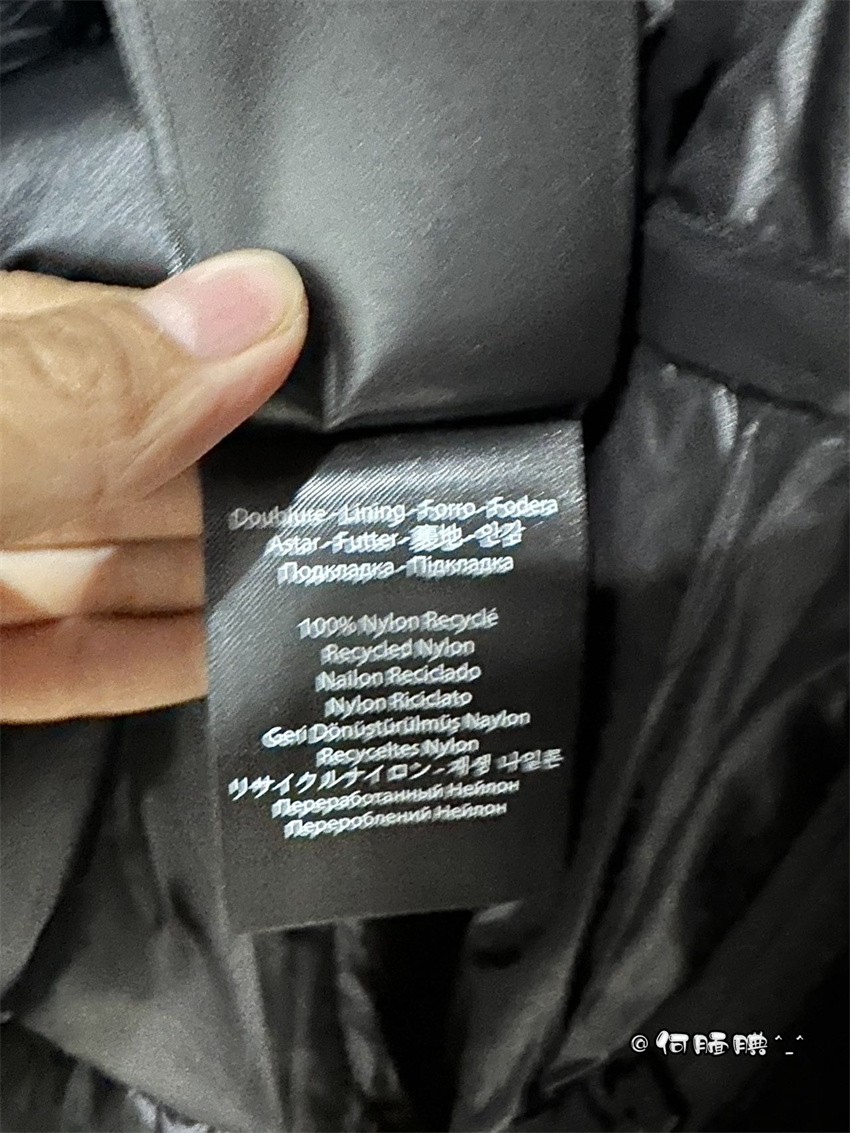 Doublure - Lining - Forro - Fodera
Astar - Futter - 裏地 - 안감
Подкладка - Підкладка
100% Nylon Recyclé
Recycled Nylon
Nailon Reciclado
Nylon Riciclato
Geri Dönüştürülmüş Naylon
Recyceltes Nylon
リサイクルナイロン - 재생 나일론
Переработанный Нейлон
Перероблений Нейлон
@ 何腷腆 ^_^